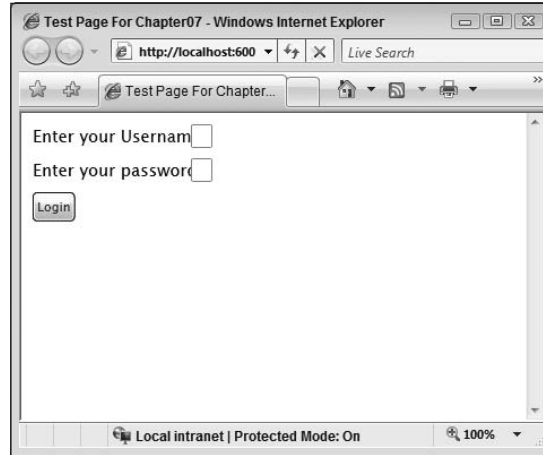 Test Page For Chapter07 - Windows Internet Explorer
http://localhost:600
Live Search
Test Page For Chapter...
Enter your Usernam
Enter your passwor
Login
Local intranet | Protected Mode: On
100%